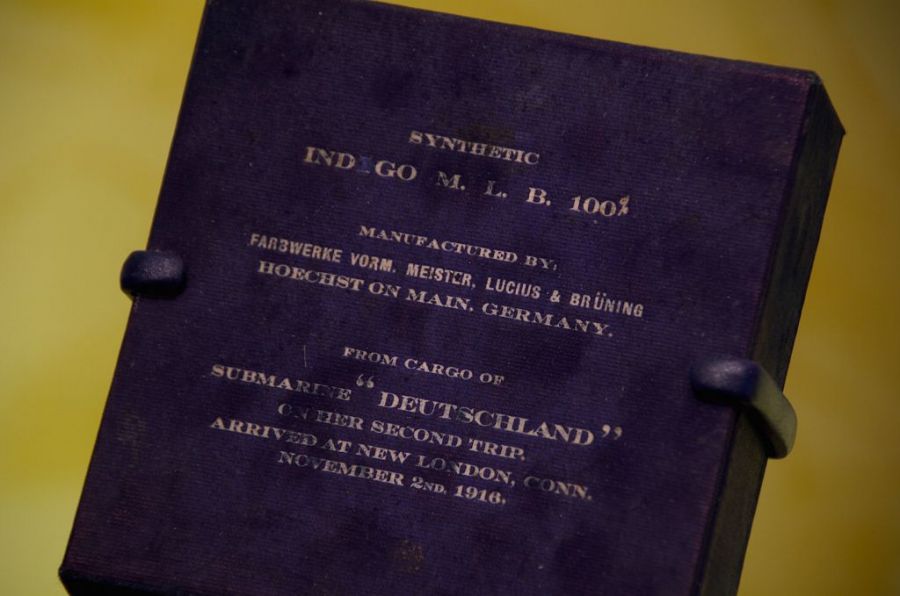 SYNTHETIC
INDIGO M. L. B. 100%
MANUFACTURED BY,
FARBWERKE VORM. MEISTER, LUCIUS & BRÜNING
HOECHST ON MAIN, GERMANY.
FROM CARGO OF
SUBMARINE “DEUTSCHLAND”
ON HER SECOND TRIP.
ARRIVED AT NEW LONDON, CONN.
NOVEMBER 2ND. 1916.